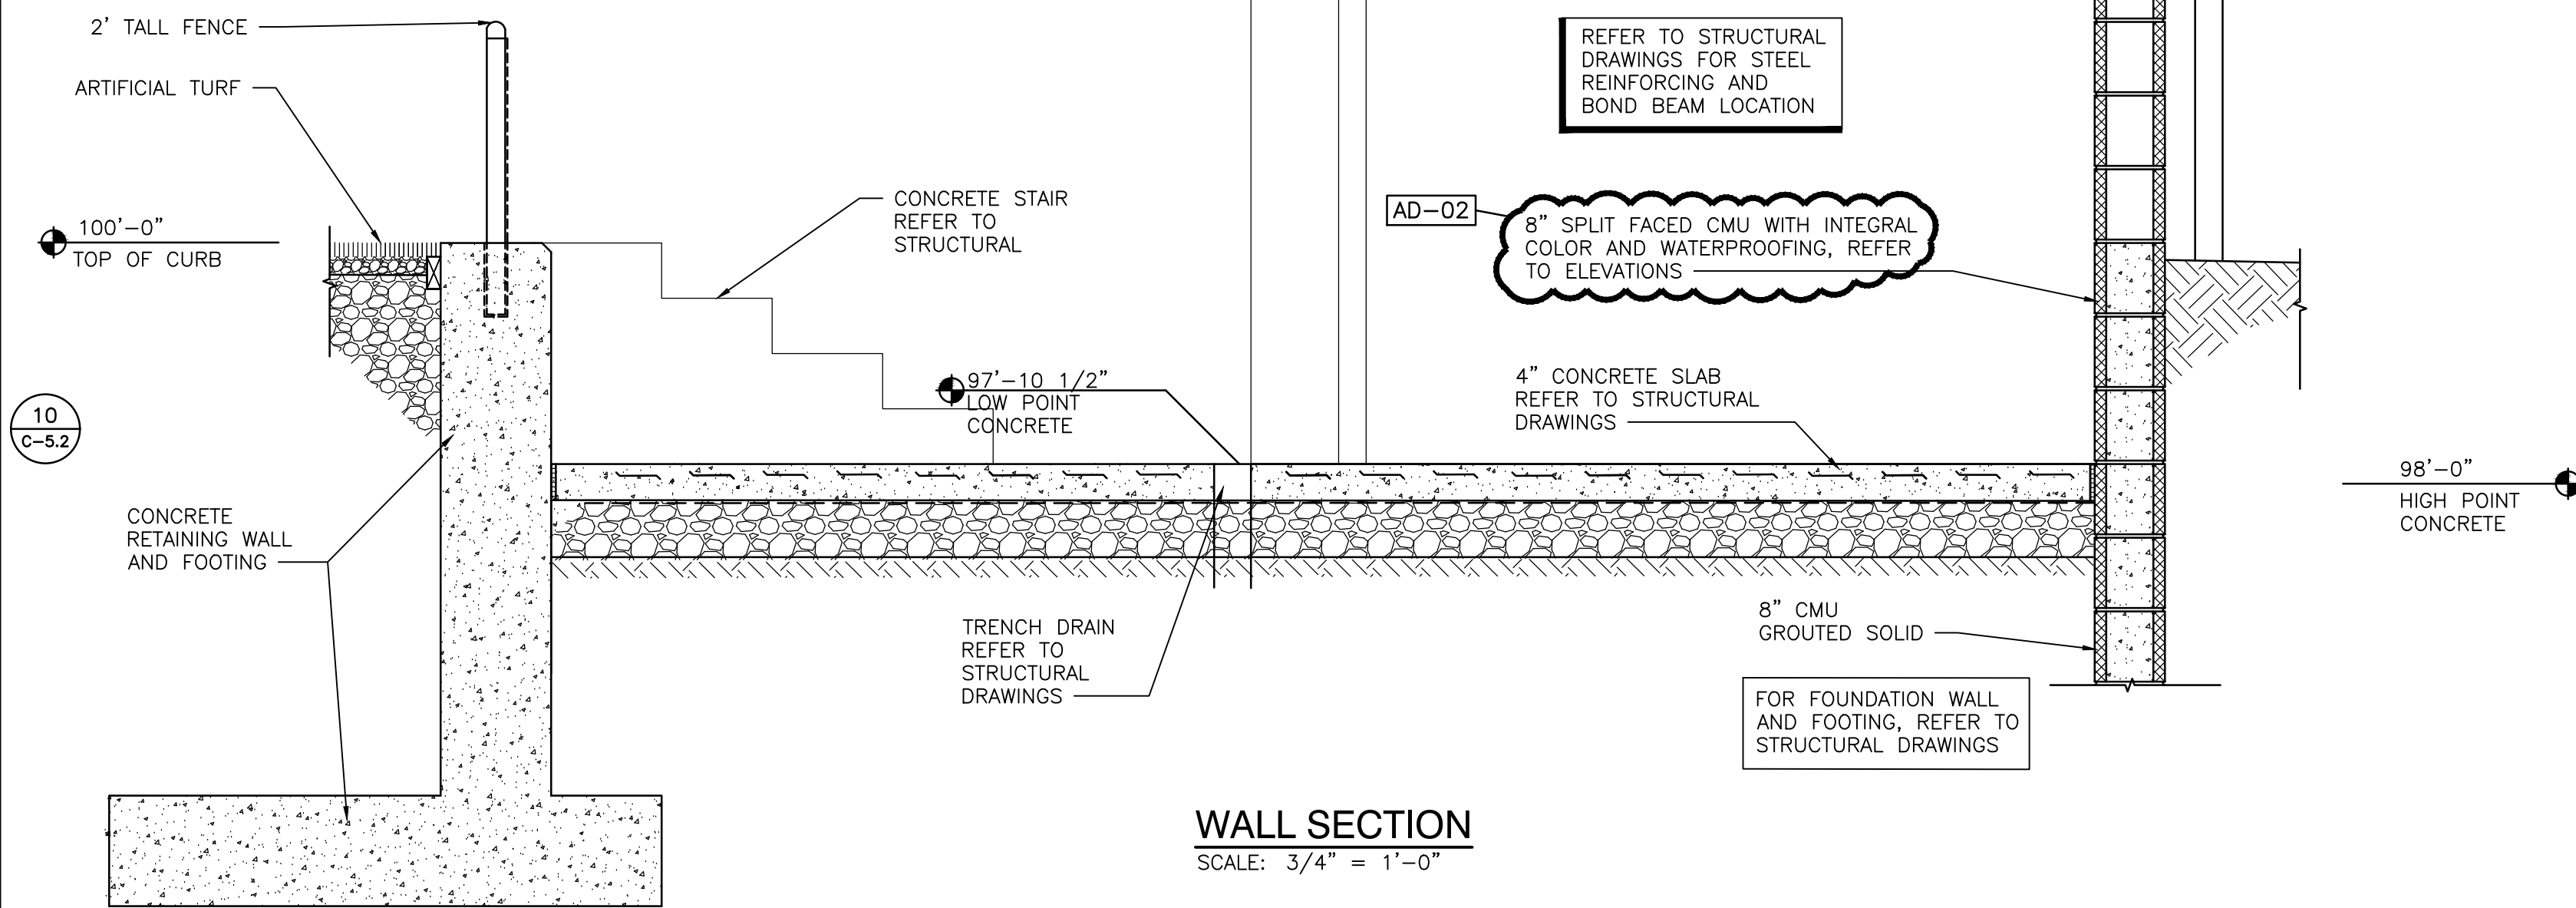 2' TALL FENCE
ARTIFICIAL TURF
100'-0"
TOP OF CURB
10
C-5.2
CONCRETE
RETAINING WALL
AND FOOTING
CONCRETE STAIR
REFER TO
STRUCTURAL
97'-10 1/2"
LOW POINT
CONCRETE
TRENCH DRAIN
REFER TO
STRUCTURAL
DRAWINGS
REFER TO STRUCTURAL
DRAWINGS FOR STEEL
REINFORCING AND
BOND BEAM LOCATION
AD-02
8" SPLIT FACED CMU WITH INTEGRAL
COLOR AND WATERPROOFING, REFER
TO ELEVATIONS
4" CONCRETE SLAB
REFER TO STRUCTURAL
DRAWINGS
98'-0"
HIGH POINT
CONCRETE
8" CMU
GROUTED SOLID
FOR FOUNDATION WALL
AND FOOTING, REFER TO
STRUCTURAL DRAWINGS
WALL SECTION
SCALE: 3/4" = 1'-0"